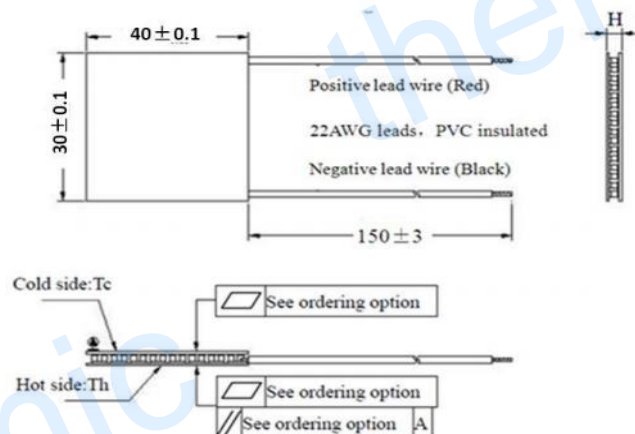 40±0.1
H
30±0.1
Positive lead wire (Red)
22AWG leads, PVC insulated
Negative lead wire (Black)
150±3
Cold side:Tc
See ordering option
Hot side:Th
See ordering option
See ordering option A